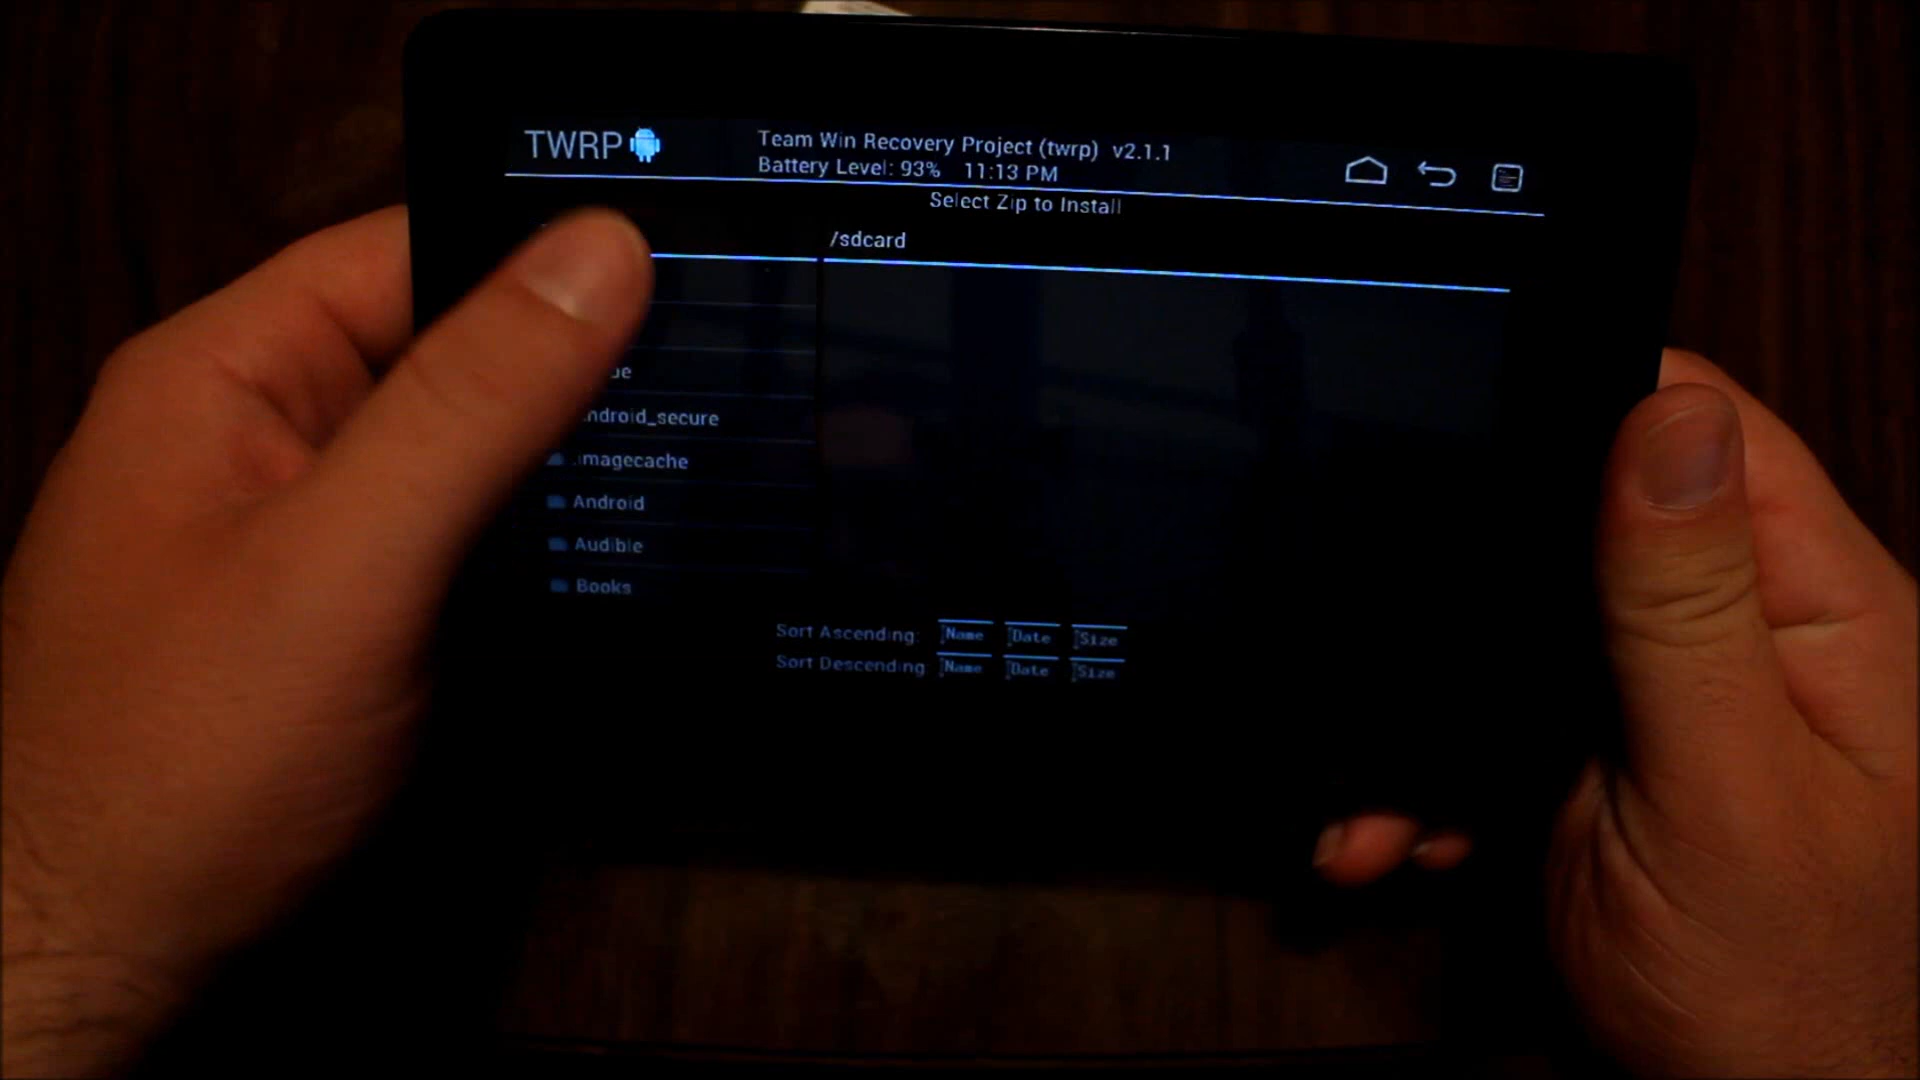 TWRP
Team Win Recovery Project (twrp) v2.1.1
Battery Level: 93% 11:13 PM
Select Zip to Install
/sdcard
ndroid_secure
.imagecache
Android
Audible
Books
Sort Ascending: Name Date Size
Sort Descending: Name Date Size